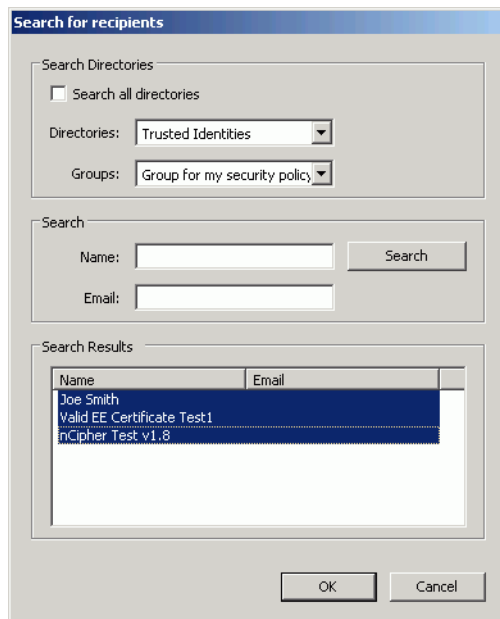 Search for recipients
Search Directories
Search all directories
Directories: Trusted Identities
Groups: Group for my security policy
Search
Name: Search
Email:
Search Results
Name Email
Joe Smith
Valid EE Certificate Test1
nCipher Test v1.8
OK Cancel